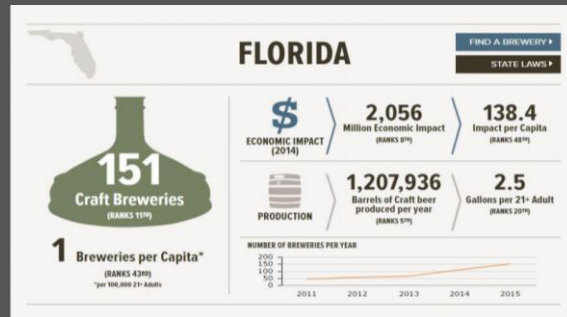 FLORIDA
FIND A BREWERY
STATE LAWS
151
Craft Breweries
(RANKS 11TH)
1 Breweries per Capita*
(RANKS 43RD)
*per 100,000 21+ Adults
$
ECONOMIC IMPACT
(2014)
2,056
Million Economic Impact
(RANKS 8TH)
138.4
Impact per Capita
(RANKS 48TH)
PRODUCTION
1,207,936
Barrels of Craft beer
produced per year
(RANKS 5TH)
2.5
Gallons per 21+ Adult
(RANKS 20TH)
NUMBER OF BREWERIES PER YEAR
200
150
100
50
0
2011 2012 2013 2014 2015